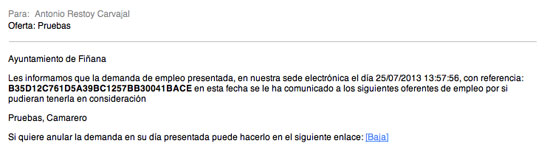 Para: Antonio Restoy Carvajal
Oferta: Pruebas
Ayuntamiento de Fiñana
Les informamos que la demanda de empleo presentada, en nuestra sede electrónica el día 25/07/2013 13:57:56, con referencia:
B35D12C761D5A39BC1257BB30041BACE en esta fecha se le ha comunicado a los siguientes oferentes de empleo por si
pudieran tenerla en consideración
Pruebas, Camarero
Si quiere anular la demanda en su día presentada puede hacerlo en el siguiente enlace: [Baja]